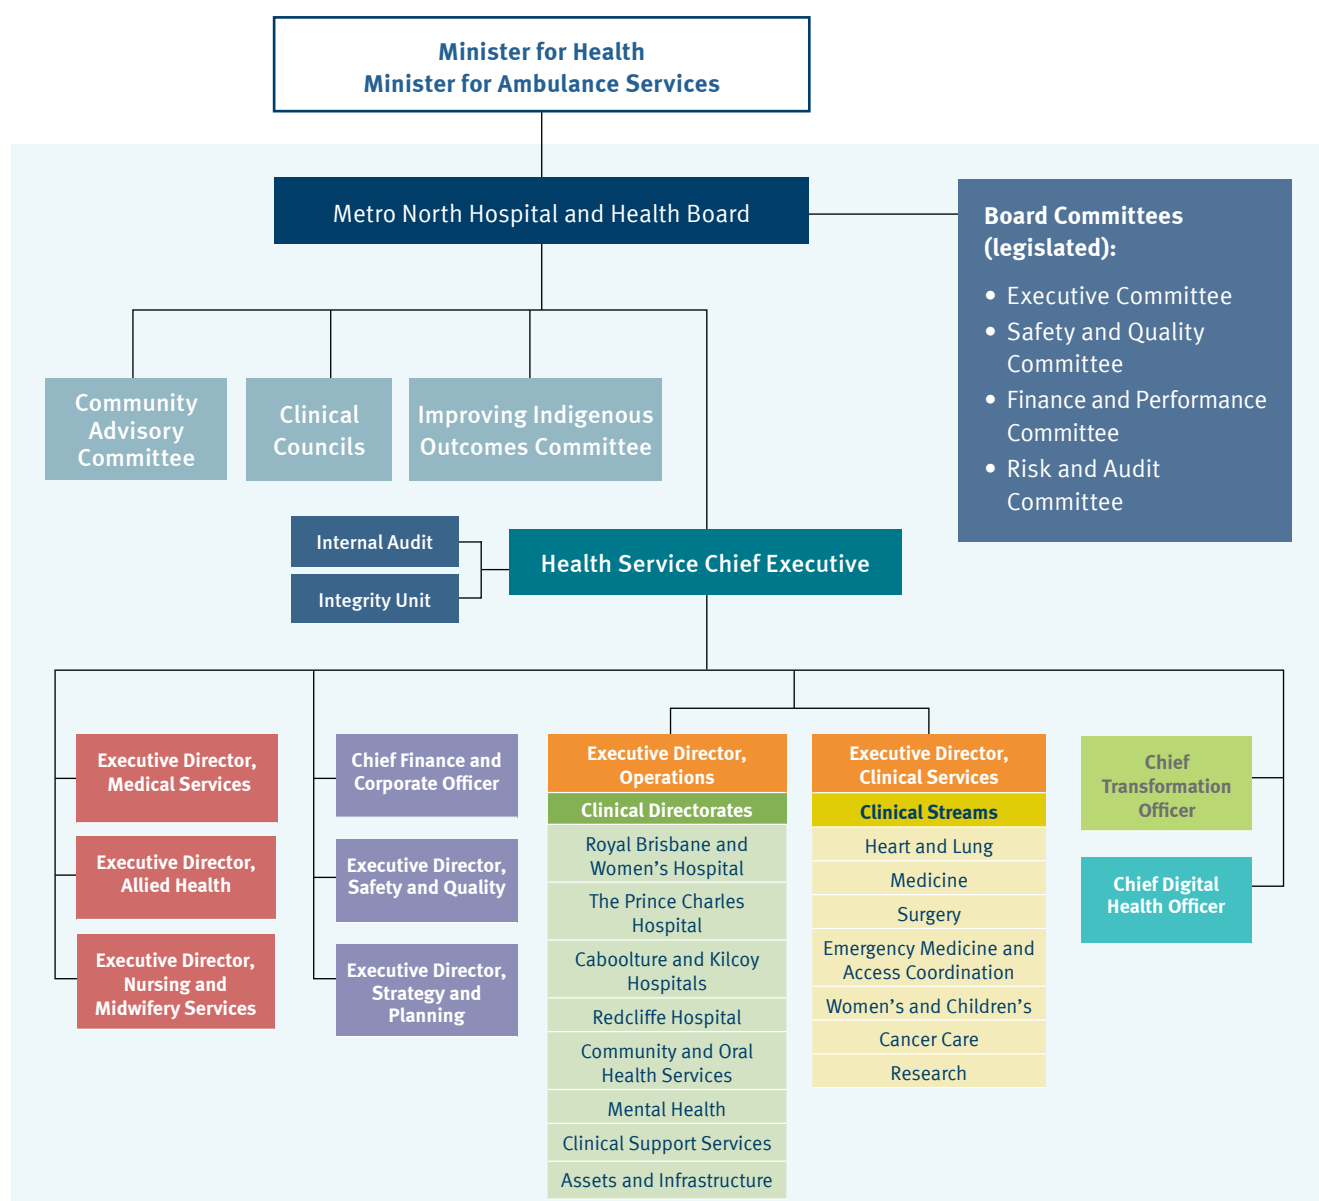 Minister for Health
Minister for Ambulance Services
Metro North Hospital and Health Board
Board Committees
(legislated):
• Executive Committee
• Safety and Quality
Committee
• Finance and Performance
Committee
• Risk and Audit
Committee
Community
Advisory
Committee
Clinical
Councils
Improving Indigenous
Outcomes Committee
Internal Audit
Integrity Unit
Health Service Chief Executive
Executive Director,
Medical Services
Executive Director,
Allied Health
Executive Director,
Nursing and
Midwifery Services
Chief Finance and
Corporate Officer
Executive Director,
Safety and Quality
Executive Director,
Strategy and
Planning
Executive Director,
Operations
Clinical Directorates
Royal Brisbane and
Women’s Hospital
The Prince Charles
Hospital
Caboolture and Kilcoy
Hospitals
Redcliffe Hospital
Community and Oral
Health Services
Mental Health
Clinical Support Services
Assets and Infrastructure
Executive Director,
Clinical Services
Clinical Streams
Heart and Lung
Medicine
Surgery
Emergency Medicine and
Access Coordination
Women’s and Children’s
Cancer Care
Research
Chief
Transformation
Officer
Chief Digital
Health Officer